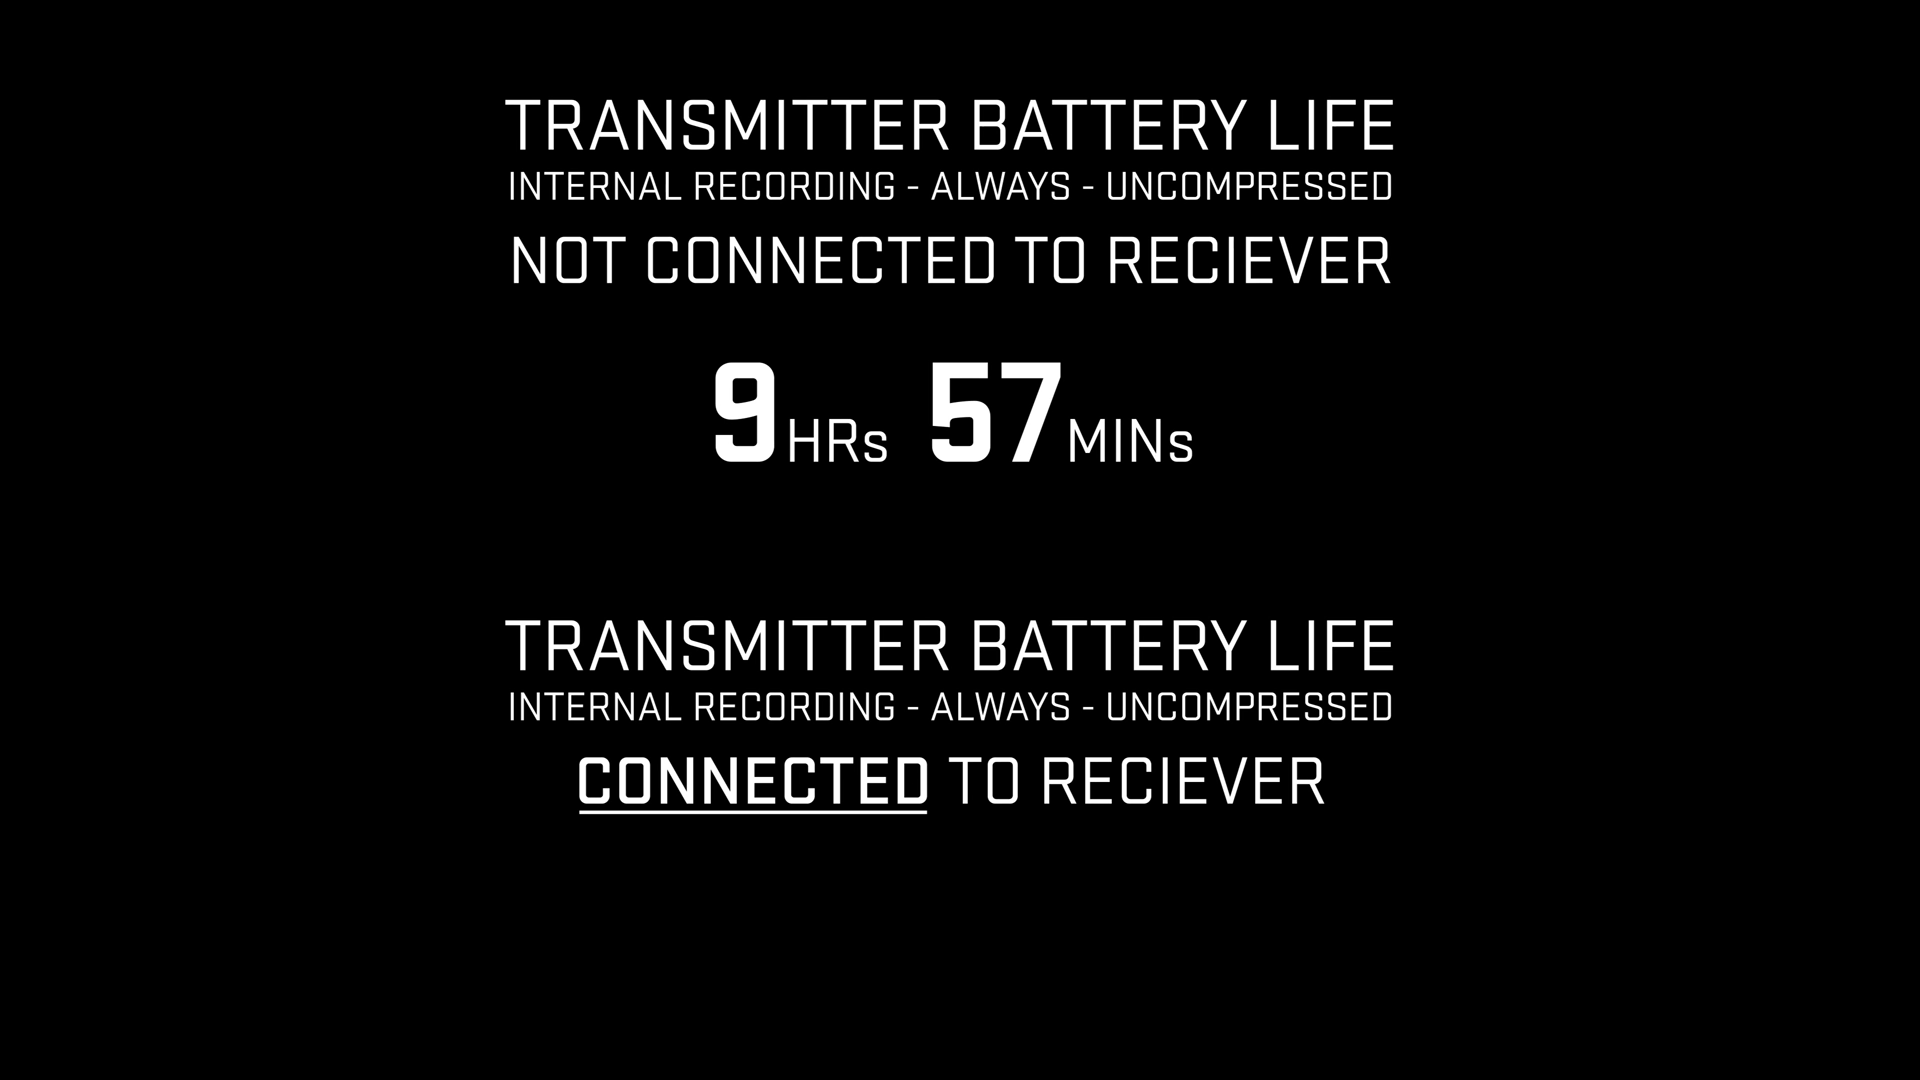 TRANSMITTER BATTERY LIFE
INTERNAL RECORDING - ALWAYS - UNCOMPRESSED
NOT CONNECTED TO RECIEVER
9HRs 57MINs
TRANSMITTER BATTERY LIFE
INTERNAL RECORDING - ALWAYS - UNCOMPRESSED
CONNECTED TO RECIEVER